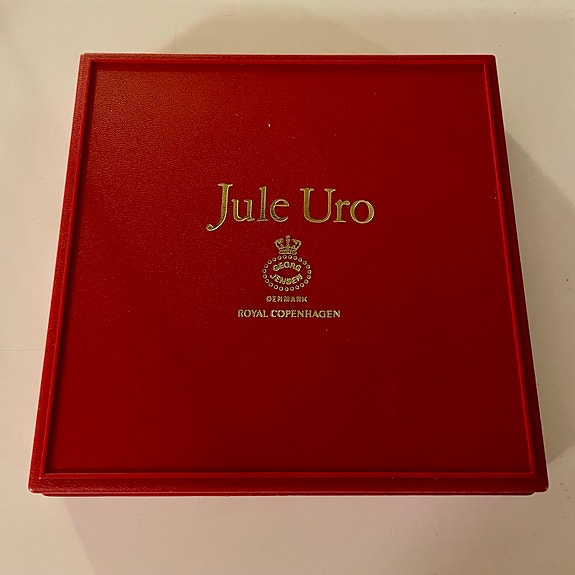 Jule Uro
GEORG
JENSEN
DENMARK
ROYAL COPENHAGEN